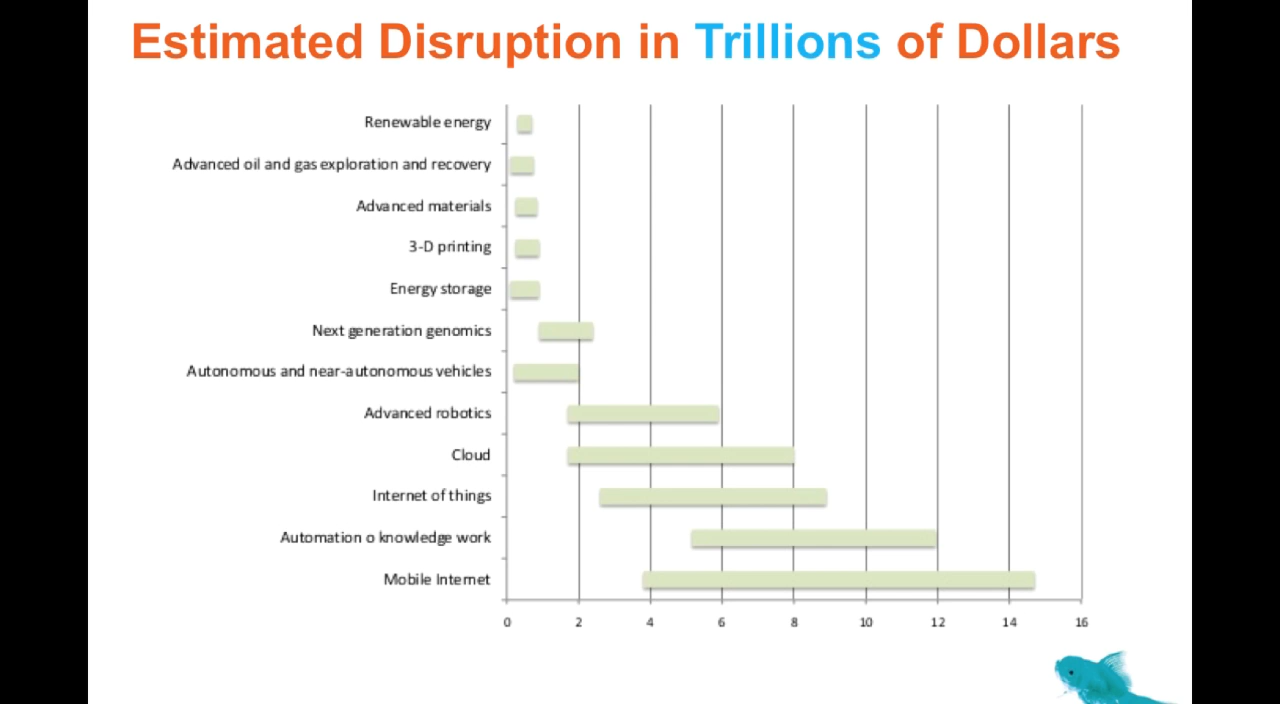 Estimated Disruption in Trillions of Dollars
Renewable energy
Advanced oil and gas exploration and recovery
Advanced materials
3-D printing
Energy storage
Next generation genomics
Autonomous and near-autonomous vehicles
Advanced robotics
Cloud
Internet of things
Automation o knowledge work
Mobile Internet
0 2 4 6 8 10 12 14 16